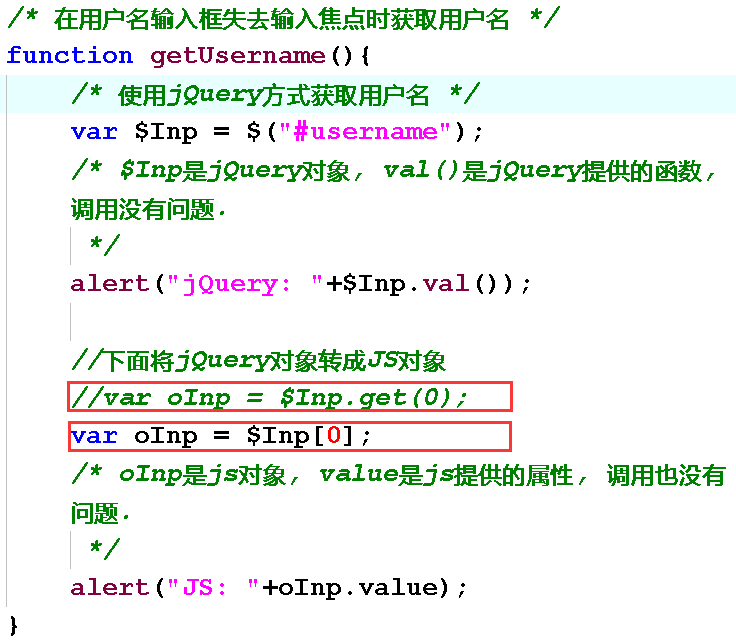 /* 在用户名输入框失去输入焦点时获取用户名 */
function getUsername(){
/* 使用jQuery方式获取用户名 */
var $Inp = $("#username");
/* $Inp是jQuery对象, val()是jQuery提供的函数,
调用没有问题.
*/
alert("jQuery: "+$Inp.val());
//下面将jQuery对象转成JS对象
//var oInp = $Inp.get(0);
var oInp = $Inp[0];
/* oInp是js对象, value是js提供的属性, 调用也没有
问题.
*/
alert("JS: "+oInp.value);
}